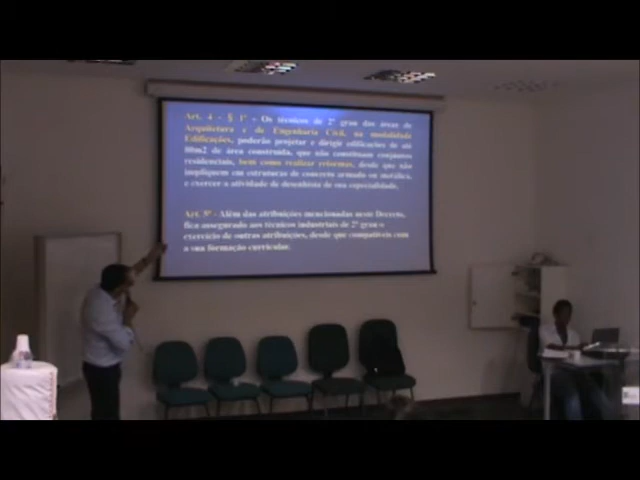 Art. 4 - § 1º - Os técnicos de 2º grau das áreas de
Arquitetura e de Engenharia Civil, na modalidade
Edificações, poderão projetar e dirigir edificações de até
80m2 de área construída, que não constituam conjuntos
residenciais, bem como realizar reformas, desde que não
impliquem em estruturas de concreto armado ou metálica,
e exercer a atividade de desenhista de sua especialidade.
Art. 5º - Além das atribuições mencionadas neste Decreto,
fica assegurado aos técnicos industriais de 2º grau o
exercício de outras atribuições, desde que compatíveis com
a sua formação curricular.